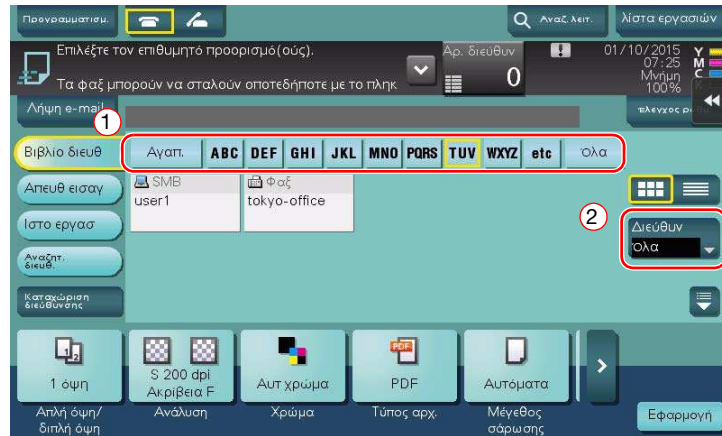 Προγραμματισμ.
Αναζ. λειτ.
λίστα εργασιών
Επιλέξτε τον επιθυμητό προορισμό(ούς).
Τα φαξ μπορούν να σταλούν οποτεδήποτε με το πληκ
Αρ. διεύθυν
0
01/10/2015
07:25
Μνήμη
100%
Y
M
C
K
Λήψη e-mail
1
Βιβλίο διευθ
Αγαπ. ABC DEF GHI JKL MNO PQRS TUV WXYZ etc Όλα
Απευθ εισαγ
SMB
user1
Φαξ
tokyo-office
2
Διεύθυν
Όλα
Ιστο εργασ
Αναζητ.
διευθ.
Καταχώριση
διεύθυνσης
1 όψη
S 200 dpi
Ακρίβεια F
Αυτ χρώμα
PDF
PDF
Αυτόματα
Απλή όψη/
διπλή όψη
Ανάλυση
Χρώμα
Τύπος αρχ.
Μέγεθος
σάρωσης
Εφαρμογή